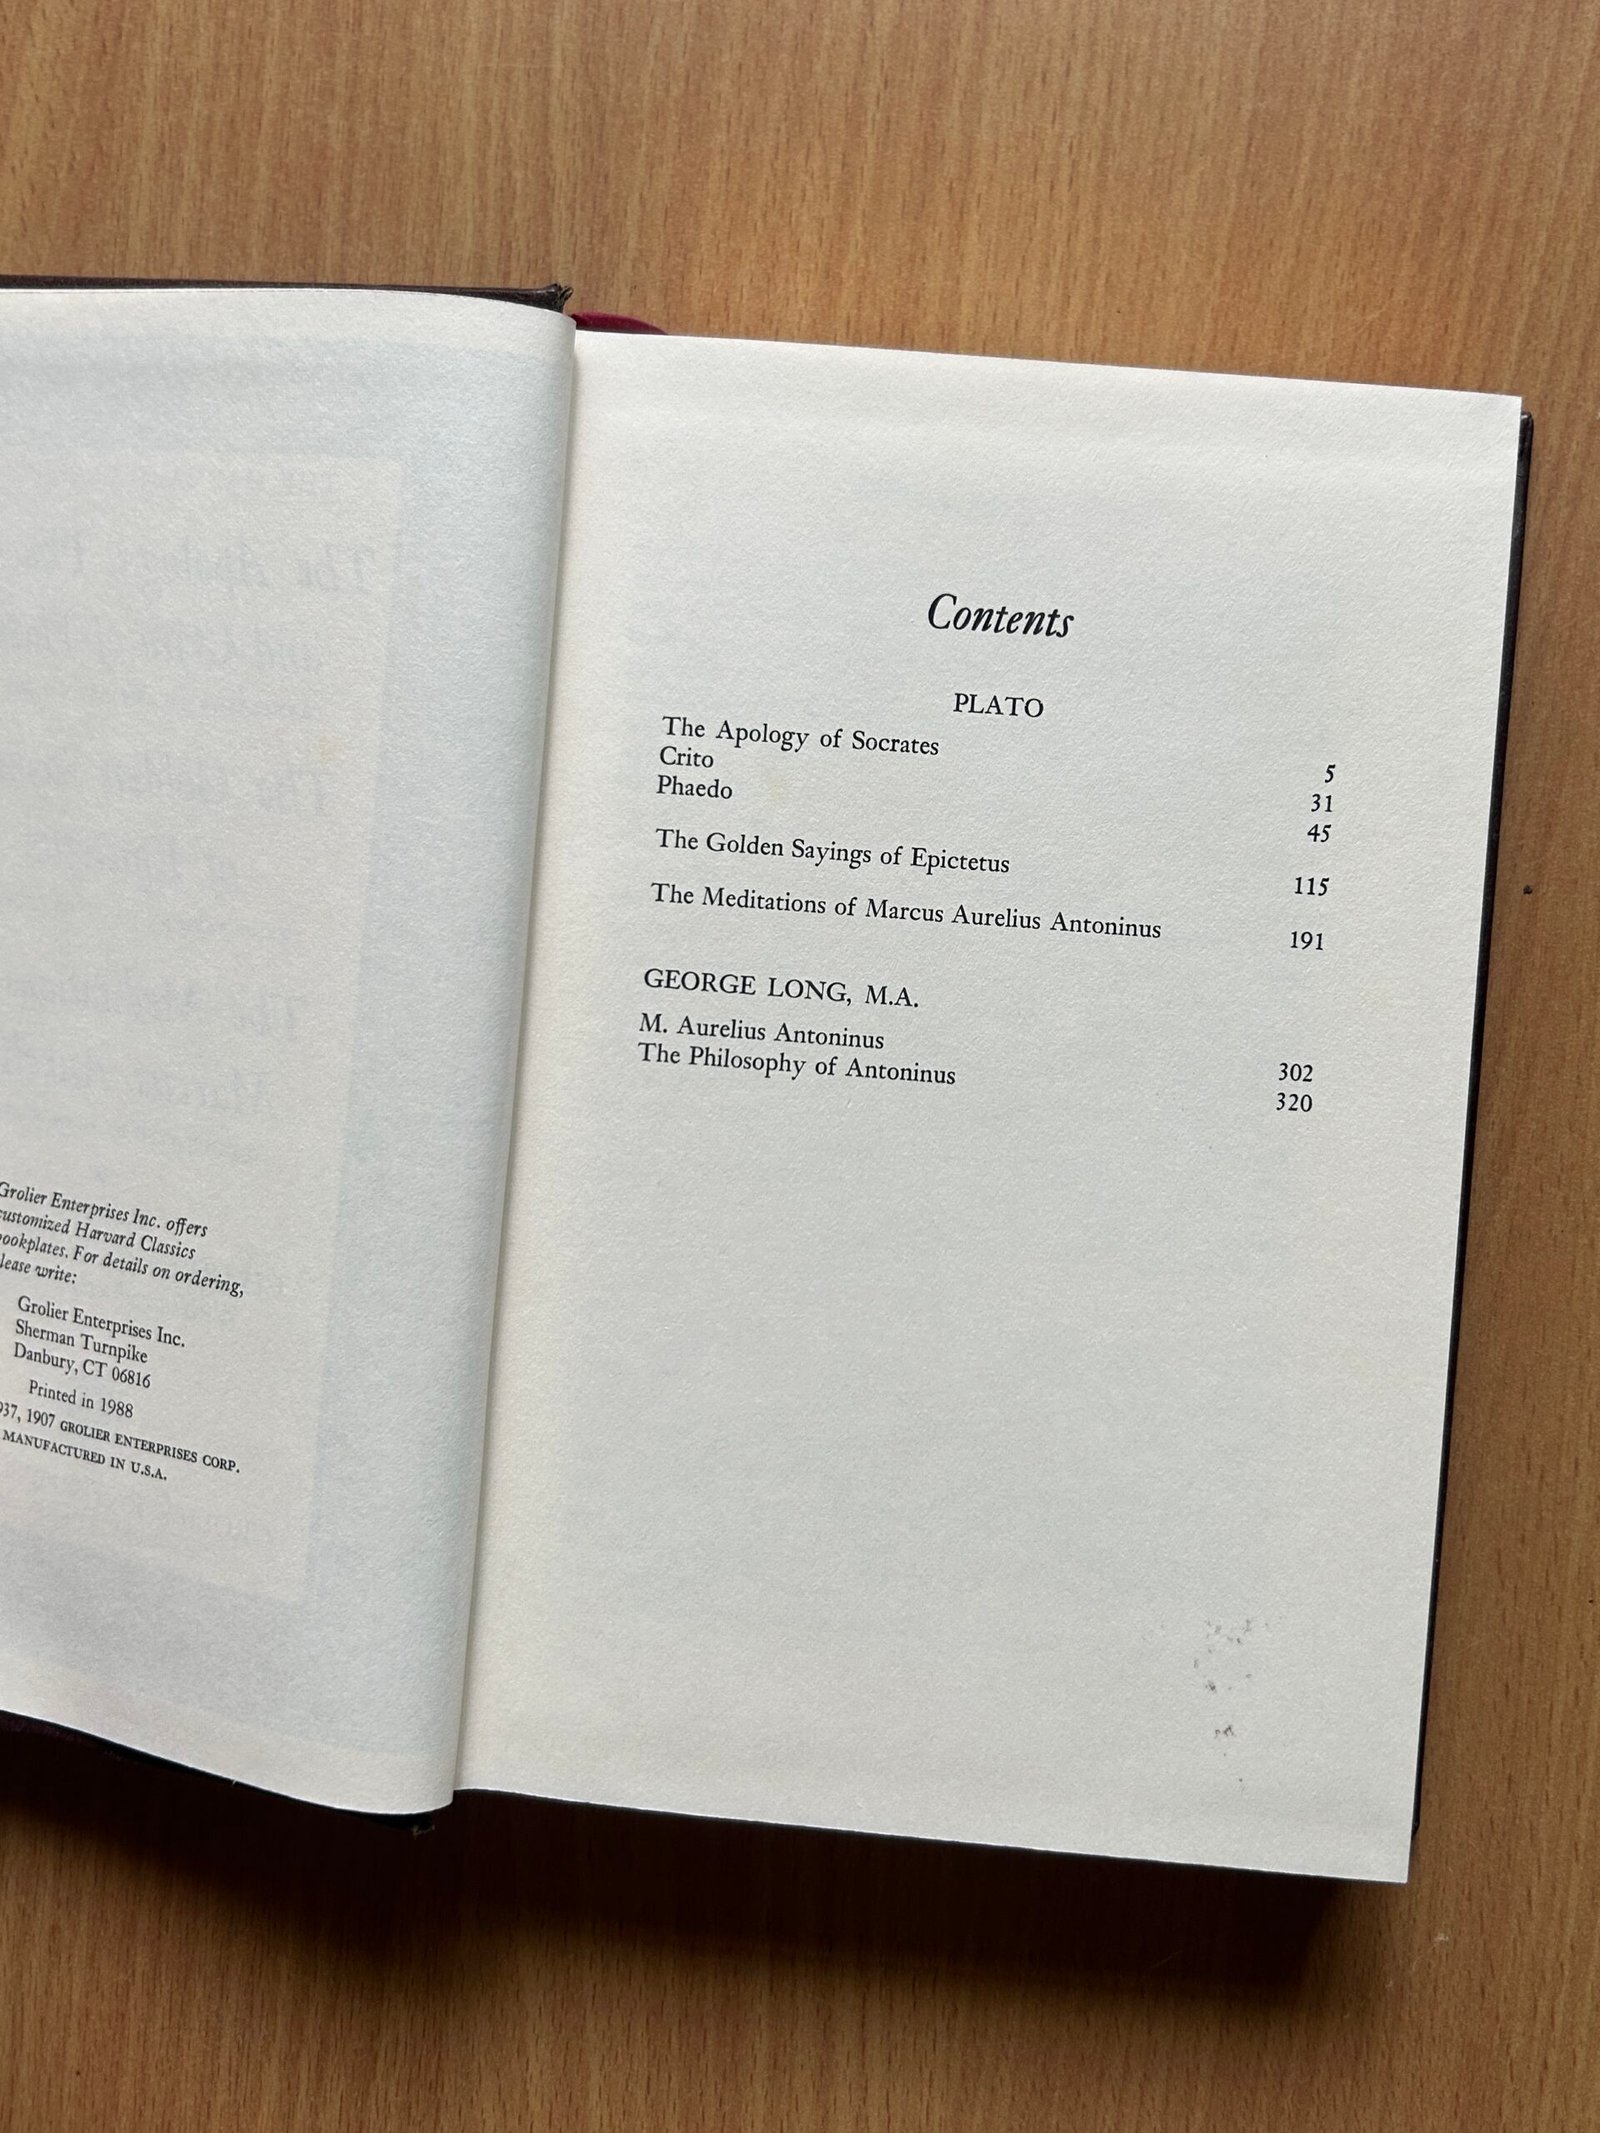 Grolier Enterprises Inc. offers
customized Harvard Classics
bookplates. For details on ordering,
please write:
Grolier Enterprises Inc.
Sherman Turnpike
Danbury, CT 06816
Printed in 1988
1907 GROLIER ENTERPRISES CORP.
MANUFACTURED IN U.S.A.
Contents
PLATO
The Apology of Socrates 5
Crito 31
Phaedo 45
The Golden Sayings of Epictetus 115
The Meditations of Marcus Aurelius Antoninus 191
GEORGE LONG, M.A.
M. Aurelius Antoninus 302
The Philosophy of Antoninus 320